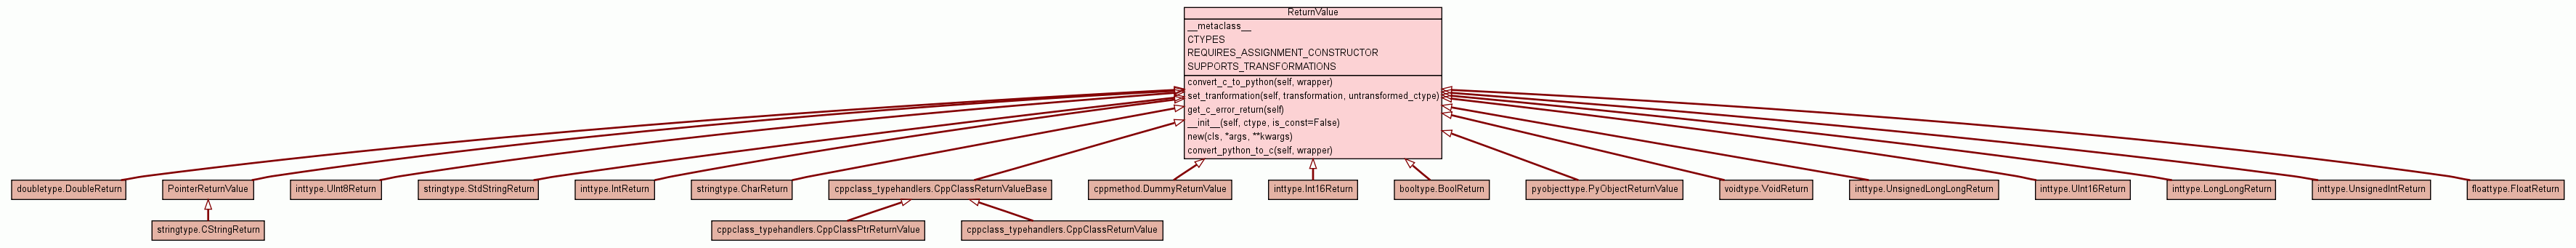 ReturnValue
__metaclass__
CTYPES
REQUIRES_ASSIGNMENT_CONSTRUCTOR
SUPPORTS_TRANSFORMATIONS
convert_c_to_python(self, wrapper)
set_tranformation(self, transformation, untransformed_ctype)
get_c_error_return(self)
__init__(self, ctype, is_const=False)
new(cls, *args, **kwargs)
convert_python_to_c(self, wrapper)
doubletype.DoubleReturn
PointerReturnValue
inttype.UInt8Return
stringtype.StdStringReturn
inttype.IntReturn
stringtype.CharReturn
cppclass_typehandlers.CppClassReturnValueBase
cppmethod.DummyReturnValue
inttype.Int16Return
booltype.BoolReturn
pyobjecttype.PyObjectReturnValue
voidtype.VoidReturn
inttype.UnsignedLongLongReturn
inttype.UInt16Return
inttype.LongLongReturn
inttype.UnsignedIntReturn
floattype.FloatReturn
stringtype.CStringReturn
cppclass_typehandlers.CppClassPtrReturnValue
cppclass_typehandlers.CppClassReturnValue